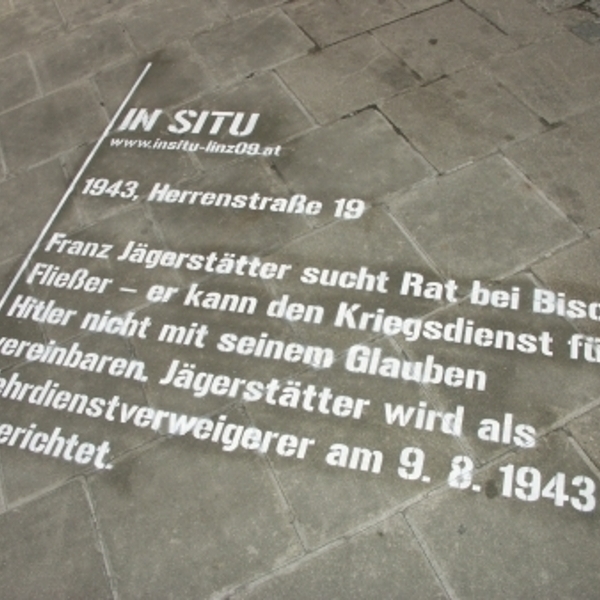 IN SITU
www.insitu-linz09.at
1943, Herrenstraße 19
Franz Jägerstätter sucht Rat bei Bisc
Fließer – er kann den Kriegsdienst fü
Hitler nicht mit seinem Glauben
vereinbaren. Jägerstätter wird als
ehrdienstverweigerer am 9. 8. 1943
erichtet.